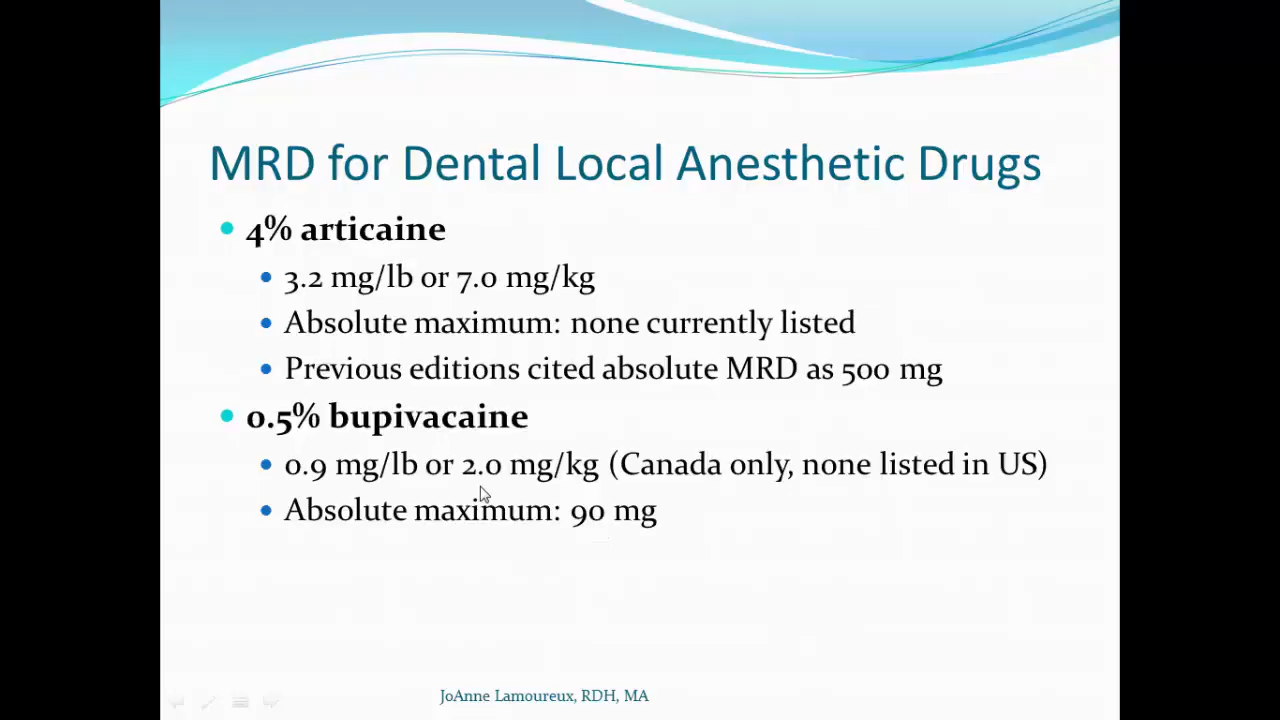 MRD for Dental Local Anesthetic Drugs
4% articaine
3.2 mg/lb or 7.0 mg/kg
Absolute maximum: none currently listed
Previous editions cited absolute MRD as 500 mg
0.5% bupivacaine
0.9 mg/lb or 2.0 mg/kg (Canada only, none listed in US)
Absolute maximum: 90 mg
JoAnne Lamoureux, RDH, MA